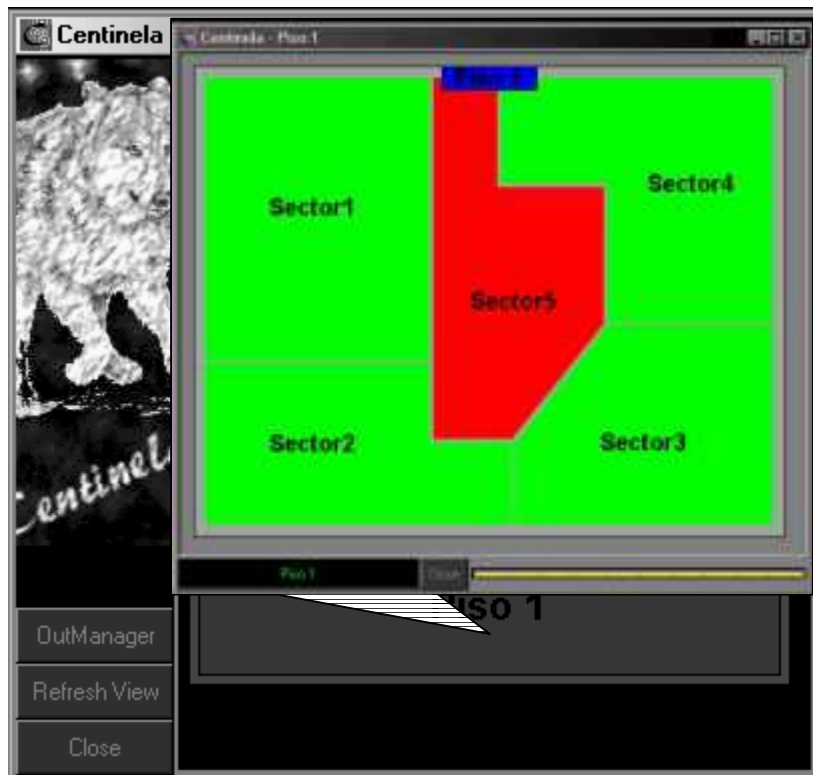 Centinela
Centinela - Piso 1
Piso 1
Sector1
Sector4
Sector5
Sector2
Sector3
Centinela
Piso 1
Close
Piso 1
OutManager
Refresh View
Close